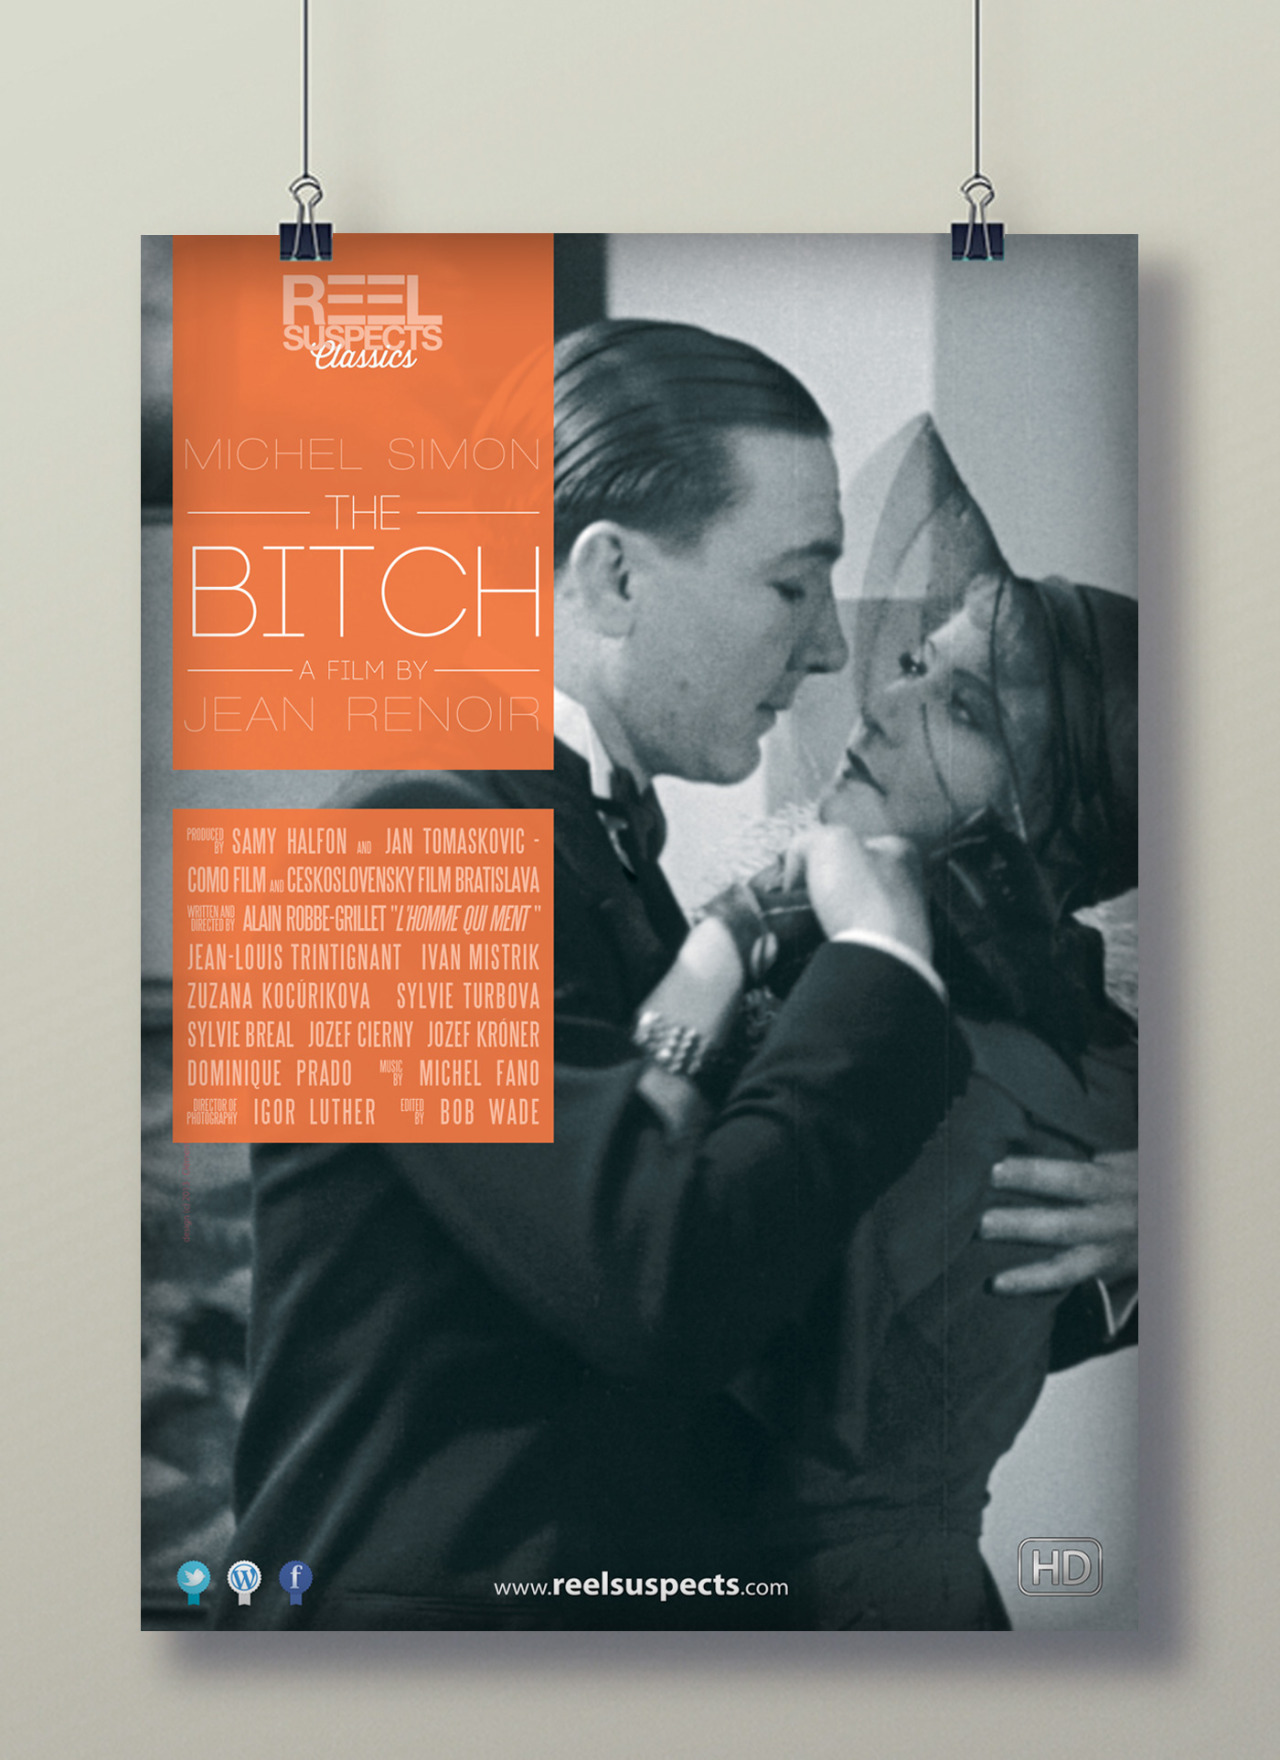 REEL
SUSPECTS
Classics
MICHEL SIMON
THE
BITCH
A FILM BY
JEAN RENOIR
PRODUCED BY SAMY HALFON AND JAN TOMASKOVIC -
COMO FILM AND CESKOSLOVENSKY FILM BRATISLAVA
WRITTEN AND DIRECTED BY ALAIN ROBBE-GRILLET "L'HOMME QUI MENT"
JEAN-LOUIS TRINTIGNANT IVAN MISTRIK
ZUZANA KOCÚRIKOVA SYLVIE TURBOVA
SYLVIE BREAL JOZEF CIERNY JOZEF KRÓNER
DOMINIQUE PRADO MUSIC BY MICHEL FANO
DIRECTOR OF PHOTOGRAPHY IGOR LUTHER EDITED BY BOB WADE
www.reelsuspects.com
HD